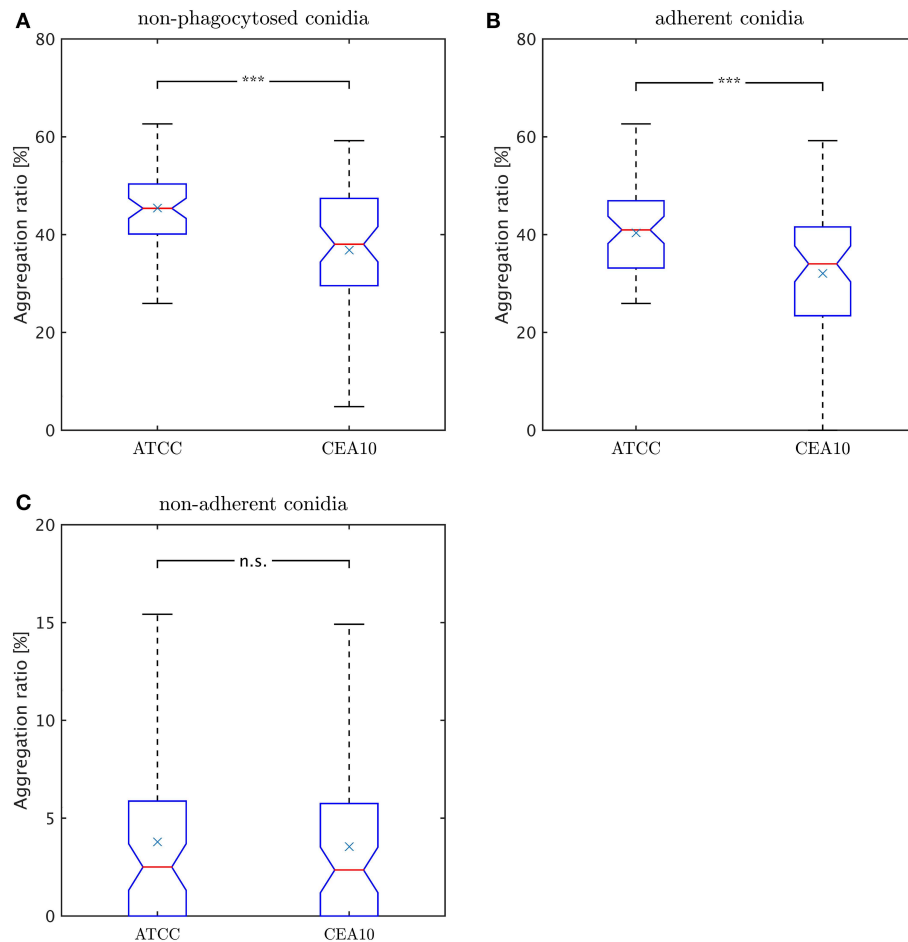 A non-phagocytosed conidia
80
60
40
20
0
Aggregation ratio [%]
***
ATCC CEA10
B adherent conidia
80
60
40
20
0
Aggregation ratio [%]
***
ATCC CEA10
C non-adherent conidia
20
15
10
5
0
Aggregation ratio [%]
n.s.
ATCC CEA10